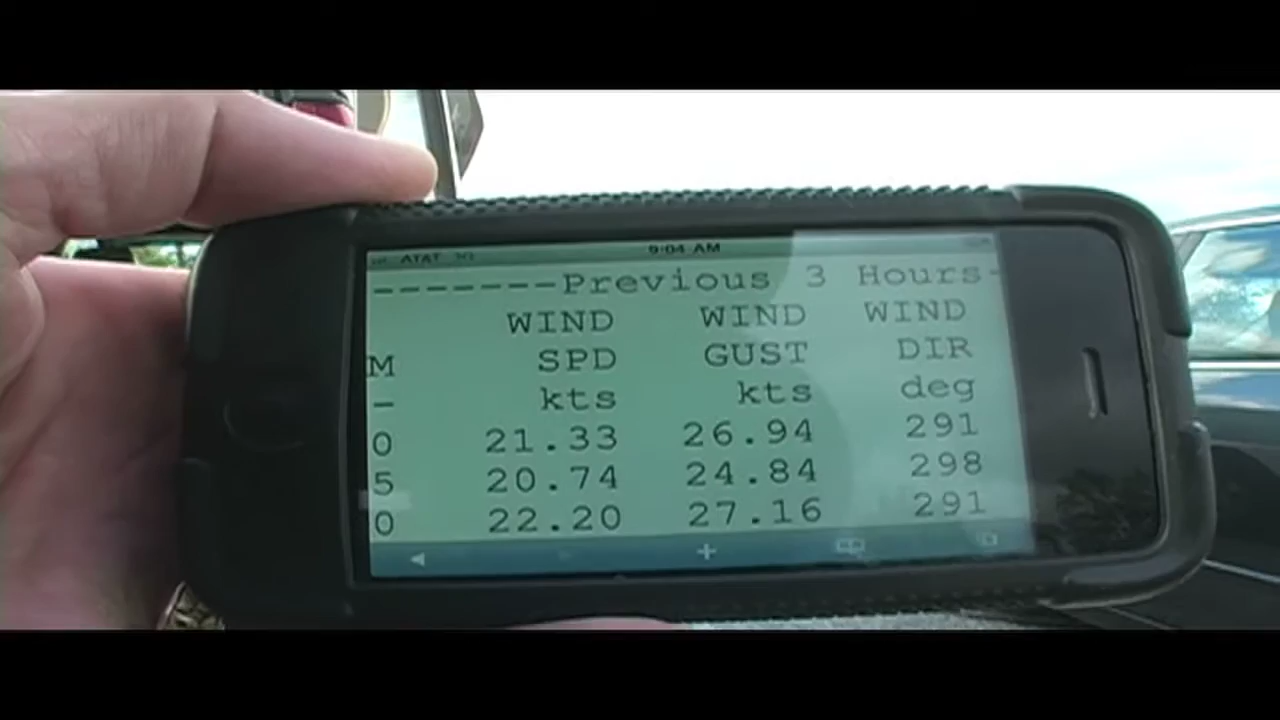 AT&T 9:04 AM
-------Previous 3 Hours-
WIND WIND WIND
M SPD GUST DIR
- kts kts deg
0 21.33 26.94 291
5 20.74 24.84 298
0 22.20 27.16 291